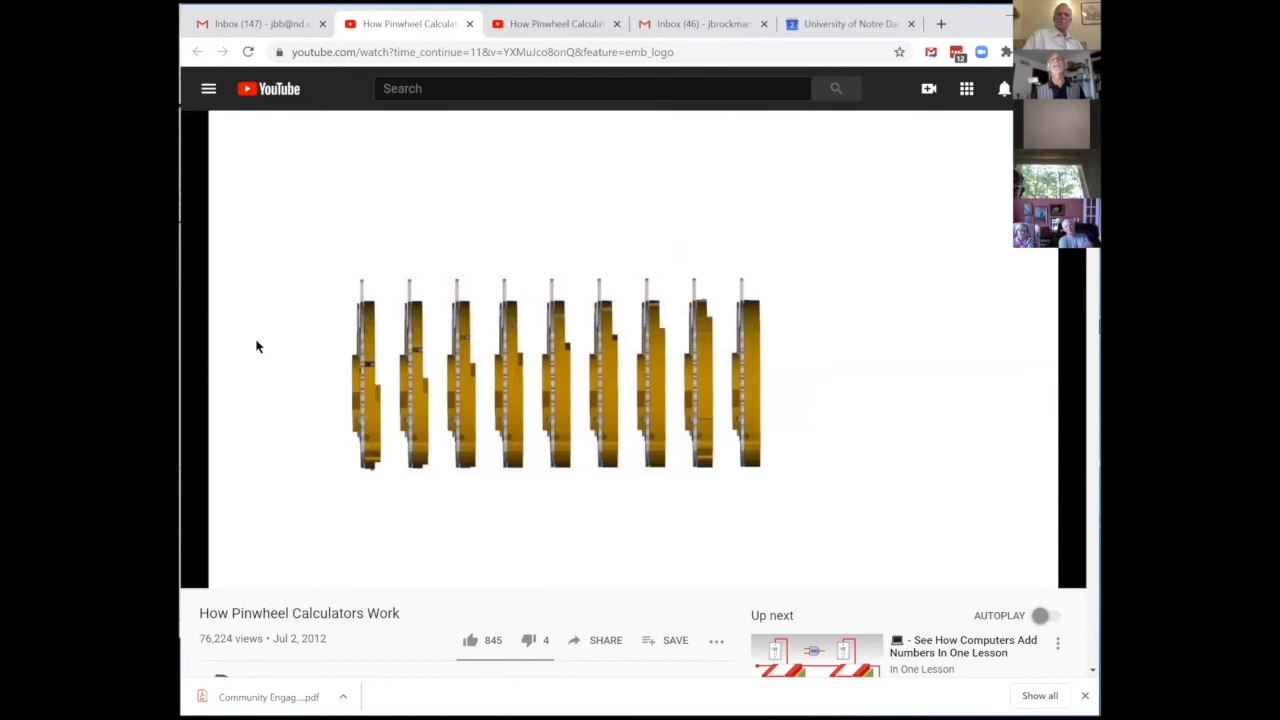 Inbox (147) - jbb@nd.e
How Pinwheel Calculat
How Pinwheel Calculat
Inbox (46) - jbrockman
2
University of Notre Da
youtube.com/watch?time_continue=11&v=YXMuJco8onQ&feature=emb_logo
12
YouTube
Search
How Pinwheel Calculators Work
76,224 views • Jul 2, 2012
845
4
SHARE
SAVE
Up next
AUTOPLAY
- See How Computers Add
Numbers In One Lesson
In One Lesson
Community Engag....pdf
Show all